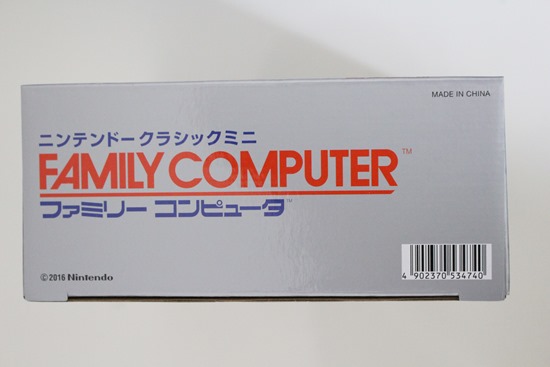 MADE IN CHINA
ニンテンドークラシックミニ
FAMILY COMPUTER™
ファミリー コンピュータ™
©2016 Nintendo
4 902370 534740